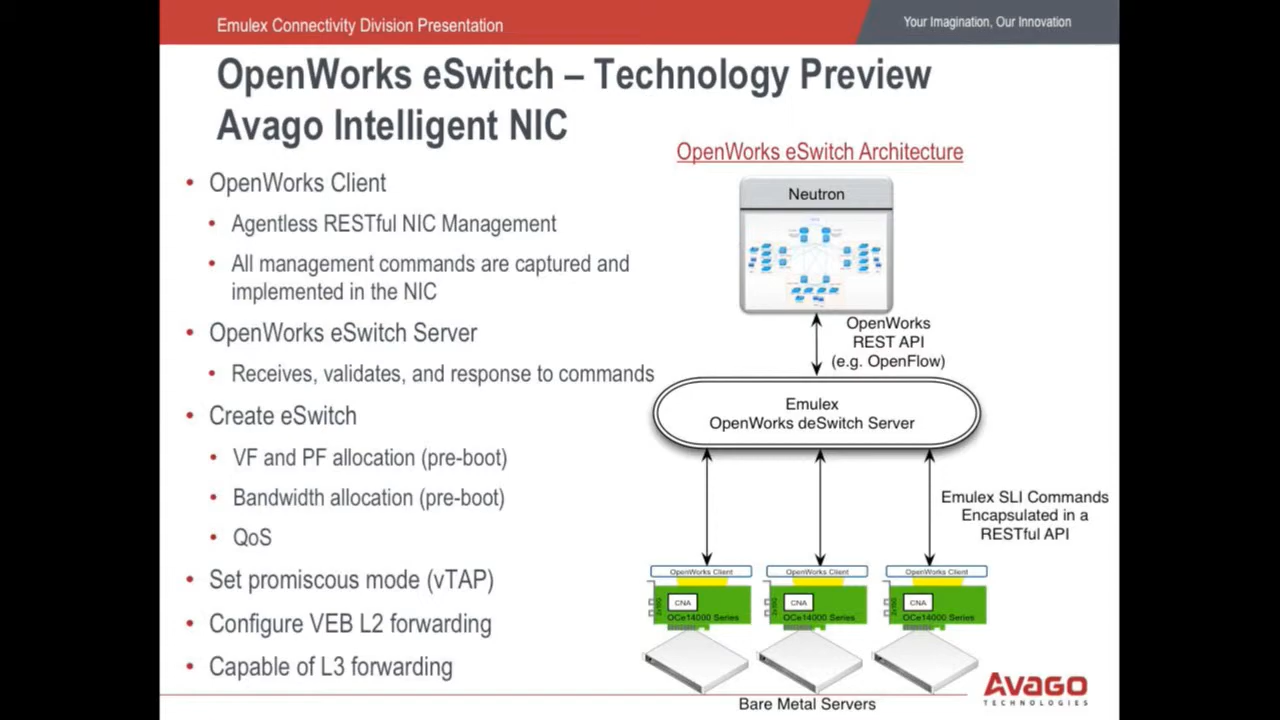 Emulex Connectivity Division Presentation
Your Imagination, Our Innovation
OpenWorks eSwitch – Technology Preview
Avago Intelligent NIC
• OpenWorks Client
• Agentless RESTful NIC Management
• All management commands are captured and
implemented in the NIC
• OpenWorks eSwitch Server
• Receives, validates, and response to commands
• Create eSwitch
• VF and PF allocation (pre-boot)
• Bandwidth allocation (pre-boot)
• QoS
• Set promiscous mode (vTAP)
• Configure VEB L2 forwarding
• Capable of L3 forwarding
OpenWorks eSwitch Architecture
Neutron
OpenWorks
REST API
(e.g. OpenFlow)
Emulex
OpenWorks deSwitch Server
Emulex SLI Commands
Encapsulated in a
RESTful API
OpenWorks Client
OpenWorks Client
OpenWorks Client
CNA
CNA
CNA
OCe14000 Series
OCe14000 Series
OCe14000 Series
Bare Metal Servers
Avago
TECHNOLOGIES